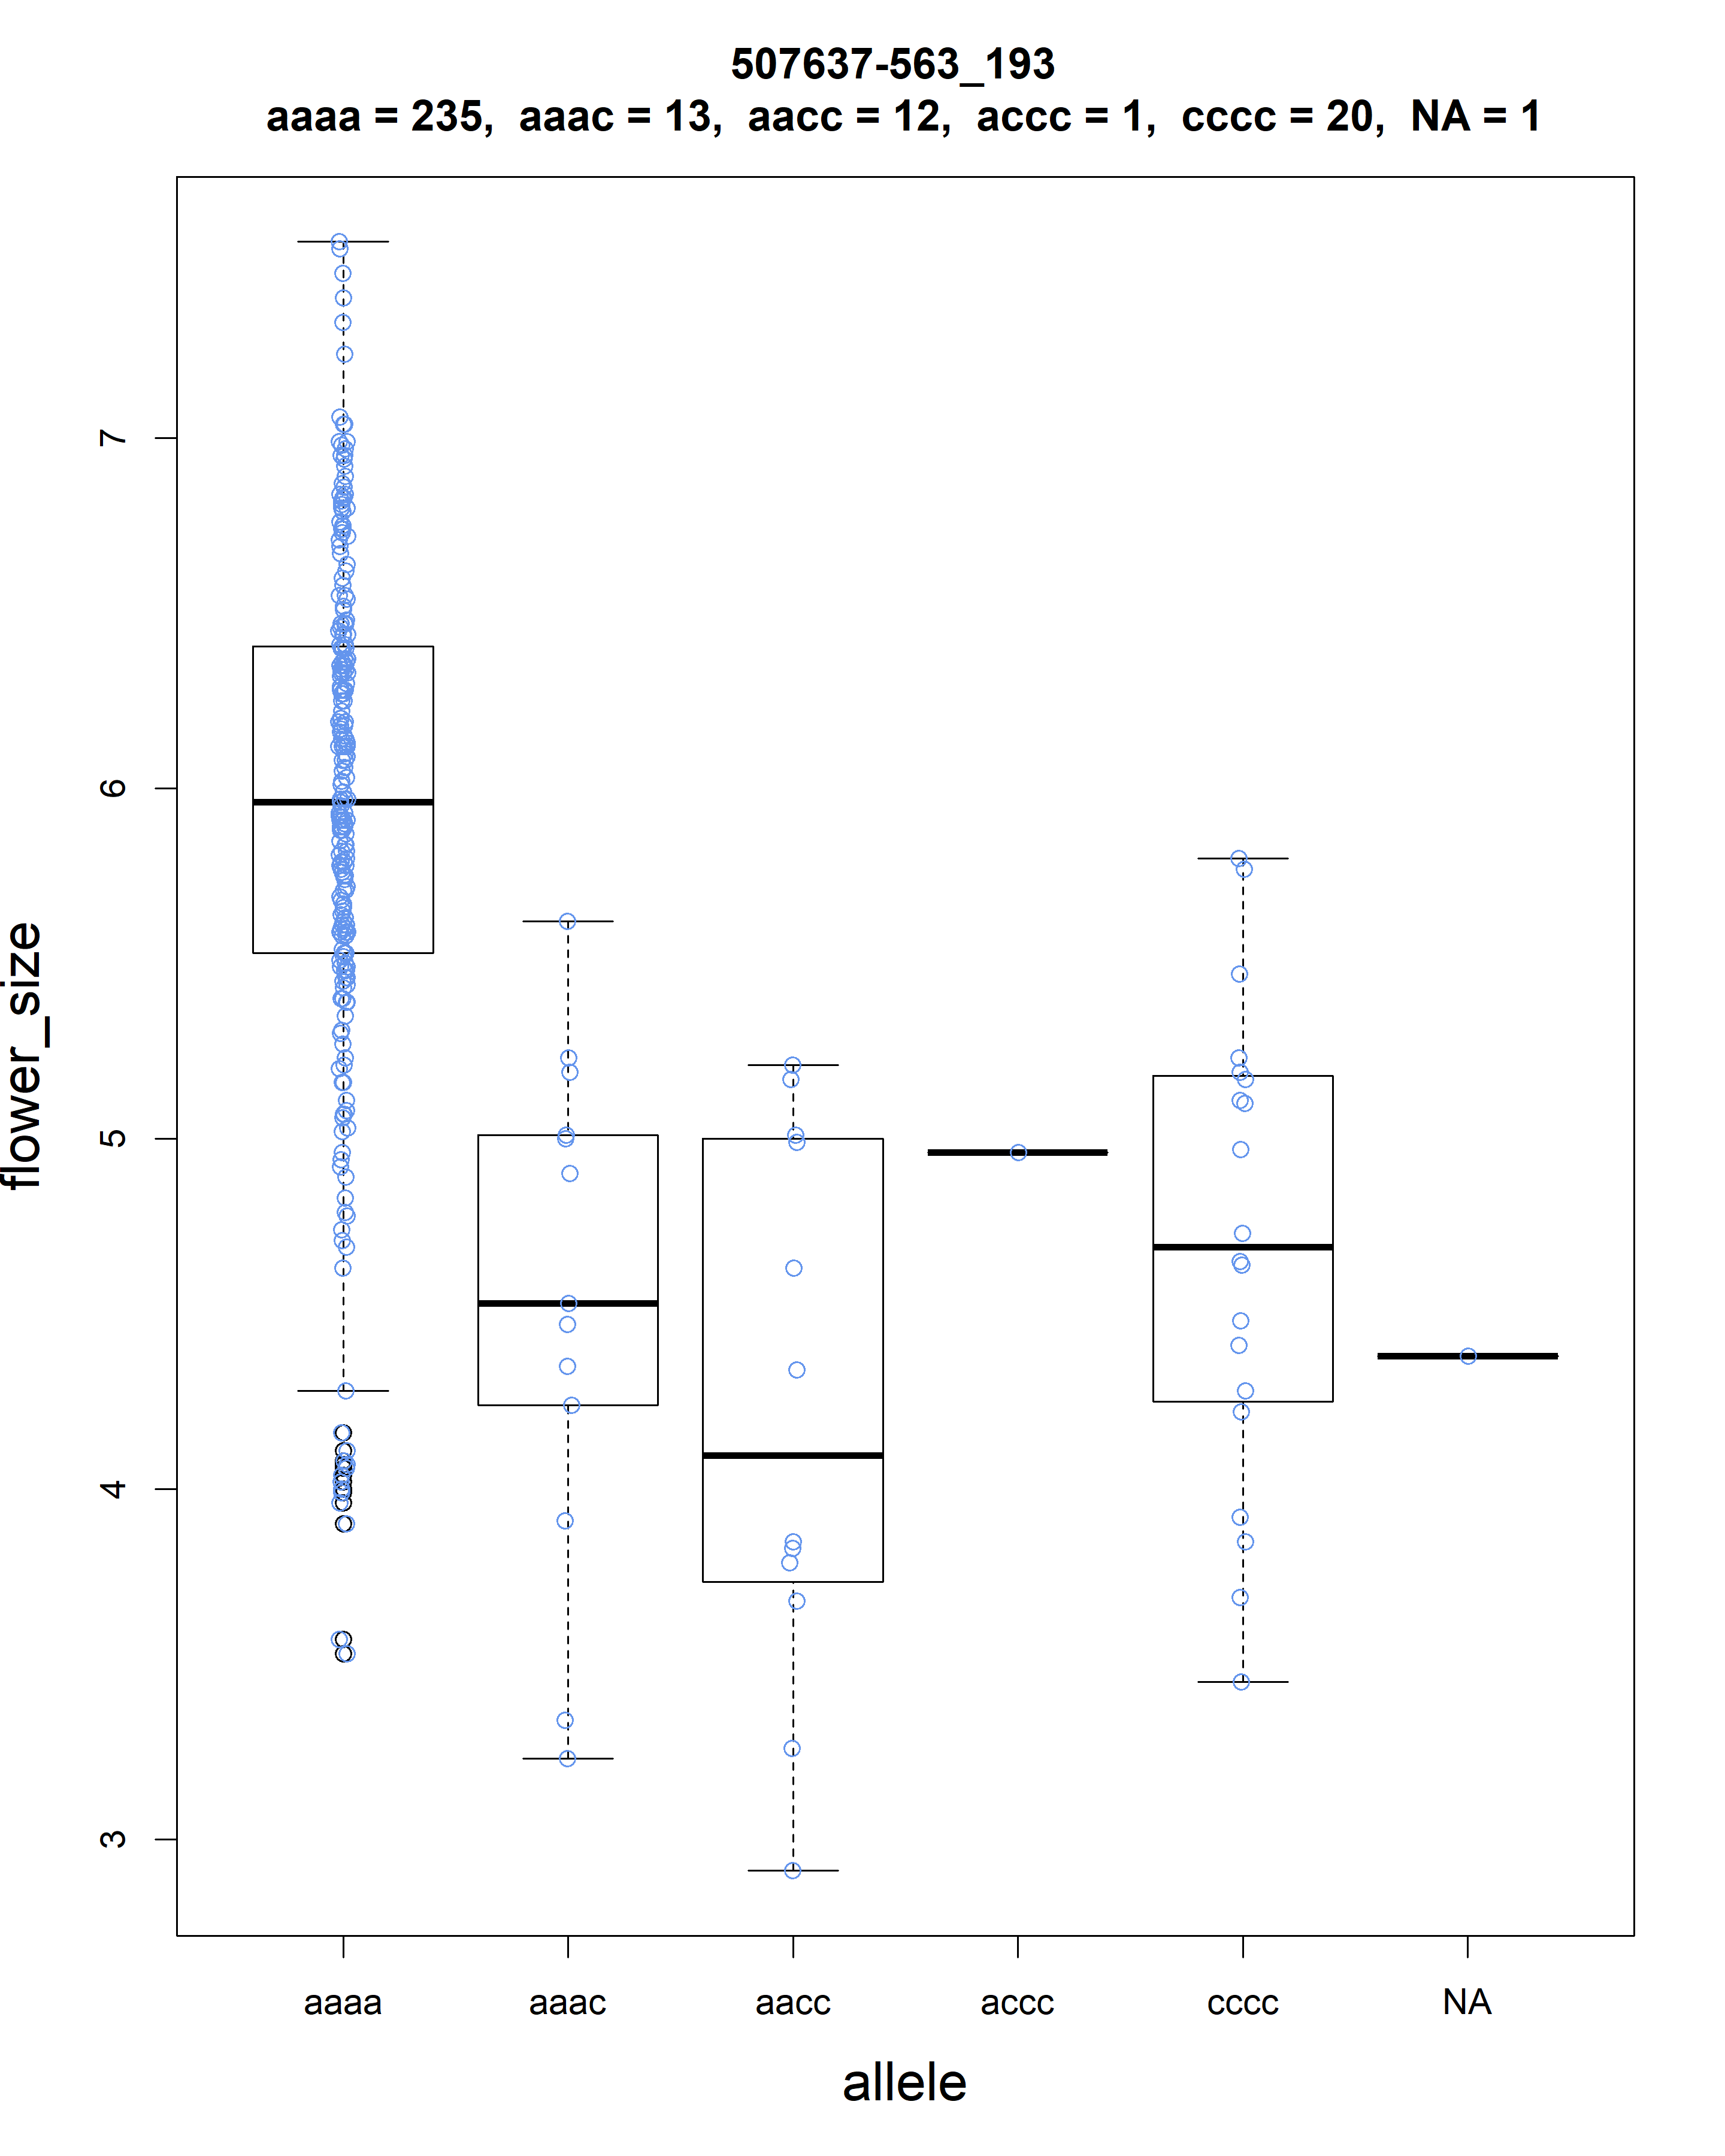 507637-563_193
aaaa = 235,  aaac = 13,  aacc = 12,  accc = 1,  cccc = 20,  NA = 1
flower_size
7
6
5
4
3
aaaa aaac aacc accc cccc NA
allele